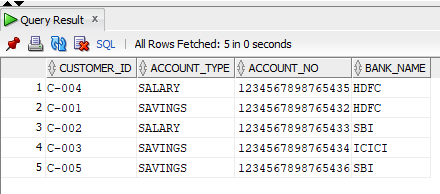 Query Result x
SQL | All Rows Fetched: 5 in 0 seconds
CUSTOMER_ID ACCOUNT_TYPE ACCOUNT_NO BANK_NAME
1 C-004 SALARY 1234567898765435 HDFC
2 C-001 SAVINGS 1234567898765432 HDFC
3 C-002 SALARY 1234567898765433 SBI
4 C-003 SAVINGS 1234567898765434 ICICI
5 C-005 SAVINGS 1234567898765436 SBI